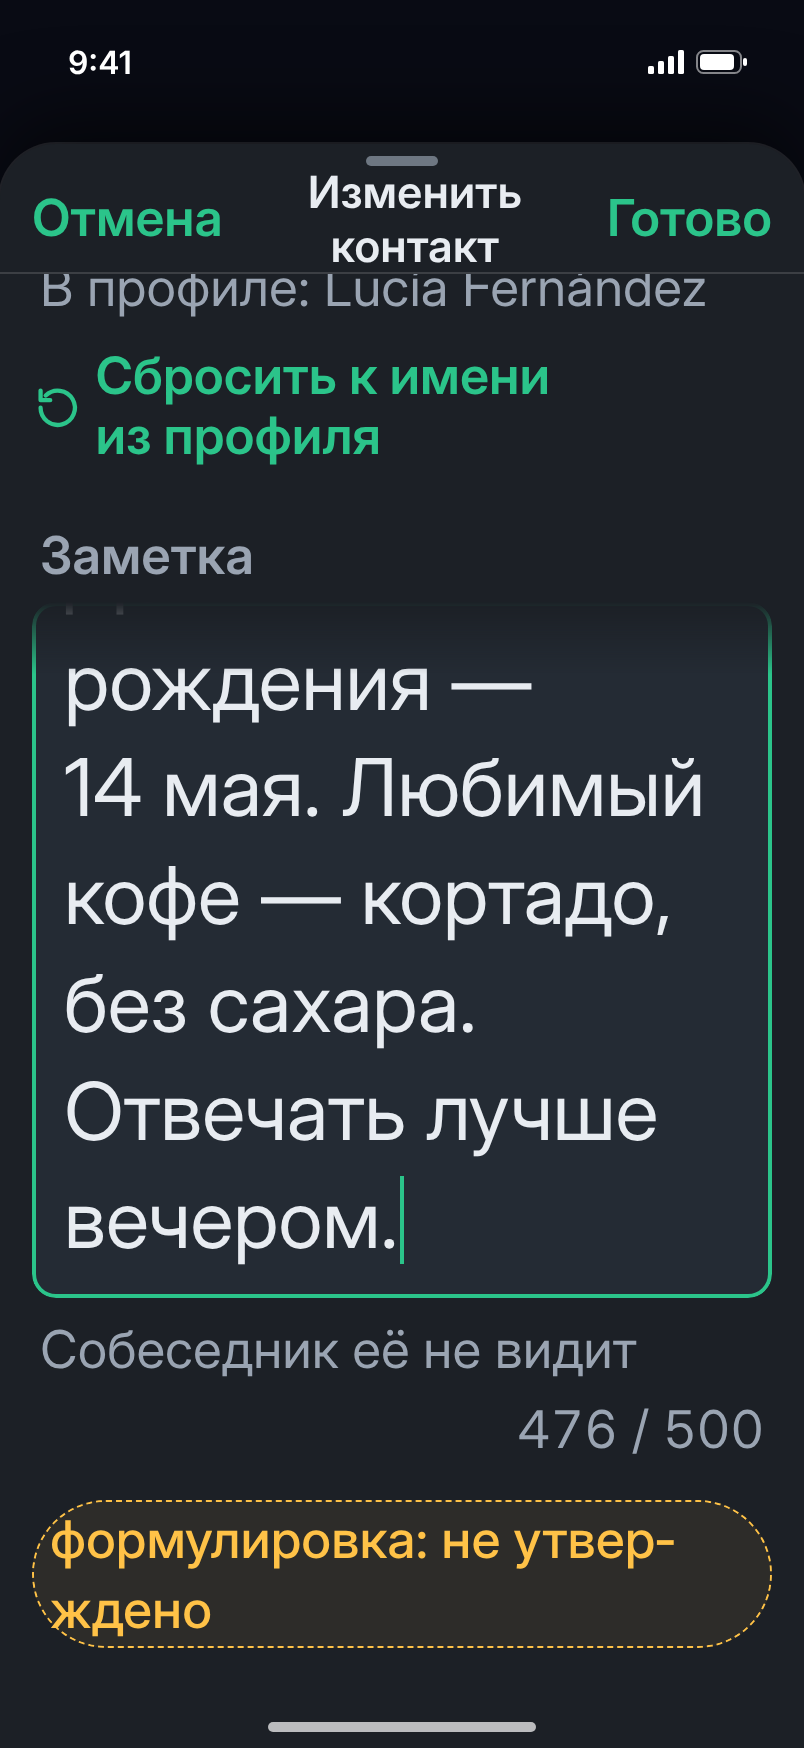 9:41
Отмена
Изменить
контакт
Готово
В профиле: Lucía Fernández
Сбросить к имени
из профиля
Заметка
рождения —
14 мая. Любимый
кофе — кортадо,
без сахара.
Отвечать лучше
вечером.
Собеседник её не видит
476 / 500
формулировка: не утвер-
ждено